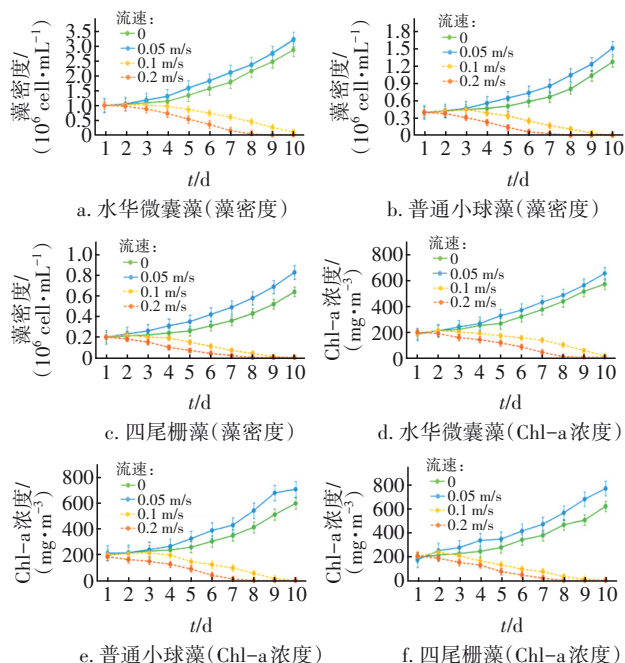 藻密度/
(10⁶ cell·mL⁻¹)
流速:
0
0.05 m/s
0.1 m/s
0.2 m/s
3.5
3.0
2.5
2.0
1.5
1.0
0.5
0
1 2 3 4 5 6 7 8 9 10
t/d
a. 水华微囊藻(藻密度)
藻密度/
(10⁶ cell·mL⁻¹)
流速:
0
0.05 m/s
0.1 m/s
0.2 m/s
1.8
1.5
1.2
0.9
0.6
0.3
0
1 2 3 4 5 6 7 8 9 10
t/d
b. 普通小球藻(藻密度)
藻密度/
(10⁶ cell·mL⁻¹)
流速:
0
0.05 m/s
0.1 m/s
0.2 m/s
1.0
0.8
0.6
0.4
0.2
0
1 2 3 4 5 6 7 8 9 10
t/d
c. 四尾栅藻(藻密度)
Chl-a 浓度/
(mg·m⁻³)
流速:
0
0.05 m/s
0.1 m/s
0.2 m/s
800
600
400
200
0
1 2 3 4 5 6 7 8 9 10
t/d
d. 水华微囊藻(Chl-a 浓度)
Chl-a 浓度/
(mg·m⁻³)
流速:
0
0.05 m/s
0.1 m/s
0.2 m/s
800
600
400
200
0
1 2 3 4 5 6 7 8 9 10
t/d
e. 普通小球藻(Chl-a 浓度)
Chl-a 浓度/
(mg·m⁻³)
流速:
0
0.05 m/s
0.1 m/s
0.2 m/s
800
600
400
200
0
1 2 3 4 5 6 7 8 9 10
t/d
f. 四尾栅藻(Chl-a 浓度)